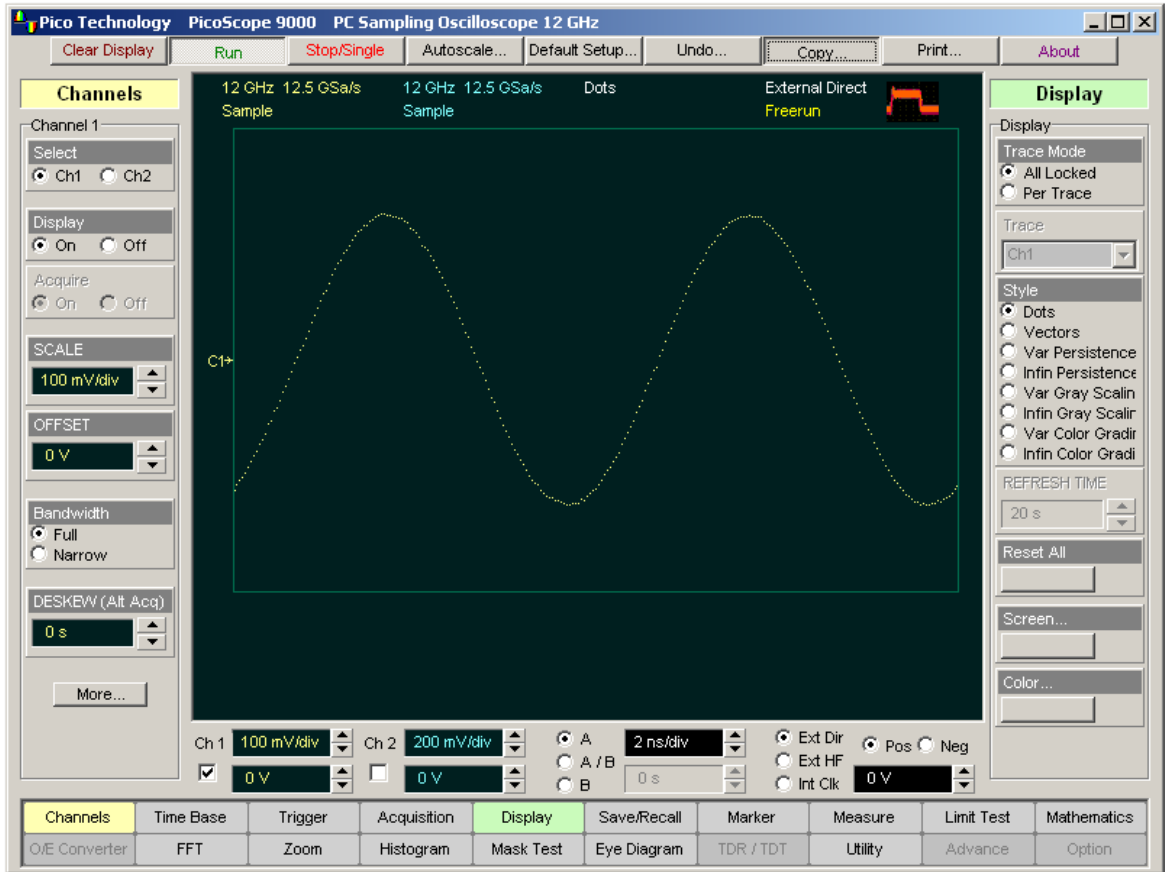 Pico Technology PicoScope 9000 PC Sampling Oscilloscope 12 GHz
Clear Display Run Stop/Single Autoscale... Default Setup... Undo... Copy... Print... About
Channels
Channel 1
Select
Ch1 Ch2
Display
On Off
Acquire
On Off
SCALE
100 mV/div
OFFSET
0 V
Bandwidth
Full
Narrow
DESKEW (Alt Acq)
0 s
More...
12 GHz 12.5 GSa/s 12 GHz 12.5 GSa/s Dots External Direct
Sample Sample Freerun
C1
Display
Display
Trace Mode
All Locked
Per Trace
Trace
Ch1
Style
Dots
Vectors
Var Persistence
Infin Persistence
Var Gray Scalin
Infin Gray Scalir
Var Color Gradir
Infin Color Gradi
REFRESH TIME
20 s
Reset All
Screen...
Color...
Ch 1 100 mV/div Ch 2 200 mV/div A 2 ns/div Ext Dir Pos Neg
A / B Ext HF
0 V 0 V B 0 s Int Clk 0 V
Channels Time Base Trigger Acquisition Display Save/Recall Marker Measure Limit Test Mathematics
O/E Converter FFT Zoom Histogram Mask Test Eye Diagram TDR / TDT Utility Advance Option